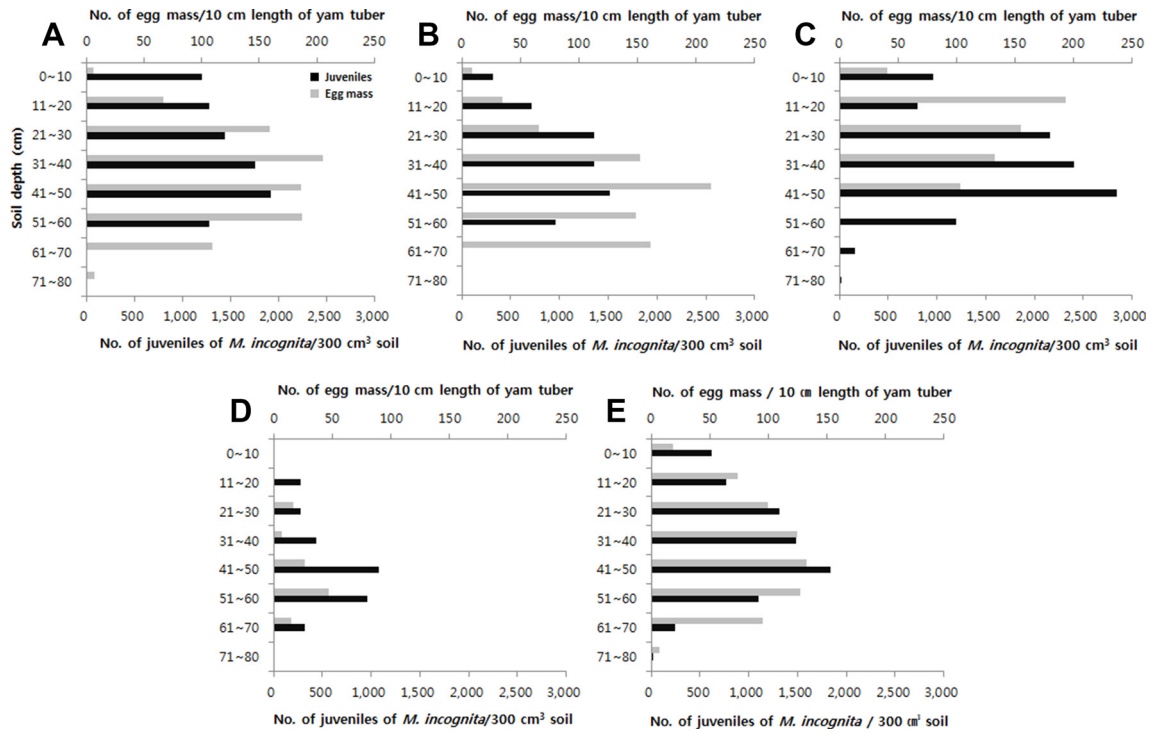 No. of egg mass/10 cm length of yam tuber
No. of egg mass/10 cm length of yam tuber
No. of egg mass/10 cm length of yam tuber
A
B
C
0 50 100 150 200 250
0 50 100 150 200 250
0 50 100 150 200 250
Soil depth (cm)
0~10
11~20
21~30
31~40
41~50
51~60
61~70
71~80
Juveniles
Egg mass
0~10
11~20
21~30
31~40
41~50
51~60
61~70
71~80
0~10
11~20
21~30
31~40
41~50
51~60
61~70
71~80
0 500 1,000 1,500 2,000 2,500 3,000
0 500 1,000 1,500 2,000 2,500 3,000
0 500 1,000 1,500 2,000 2,500 3,000
No. of juveniles of M. incognita/300 cm³ soil
No. of juveniles of M. incognita/300 cm³ soil
No. of juveniles of M. incognita/300 cm³ soil
No. of egg mass/10 cm length of yam tuber
No. of egg mass / 10 ㎝ length of yam tuber
D
E
0 50 100 150 200 250
0 50 100 150 200 250
0~10
11~20
21~30
31~40
41~50
51~60
61~70
71~80
0~10
11~20
21~30
31~40
41~50
51~60
61~70
71~80
0 500 1,000 1,500 2,000 2,500 3,000
0 500 1,000 1,500 2,000 2,500 3,000
No. of juveniles of M. incognita/300 cm³ soil
No. of juveniles of M. incognita / 300 ㎤ soil